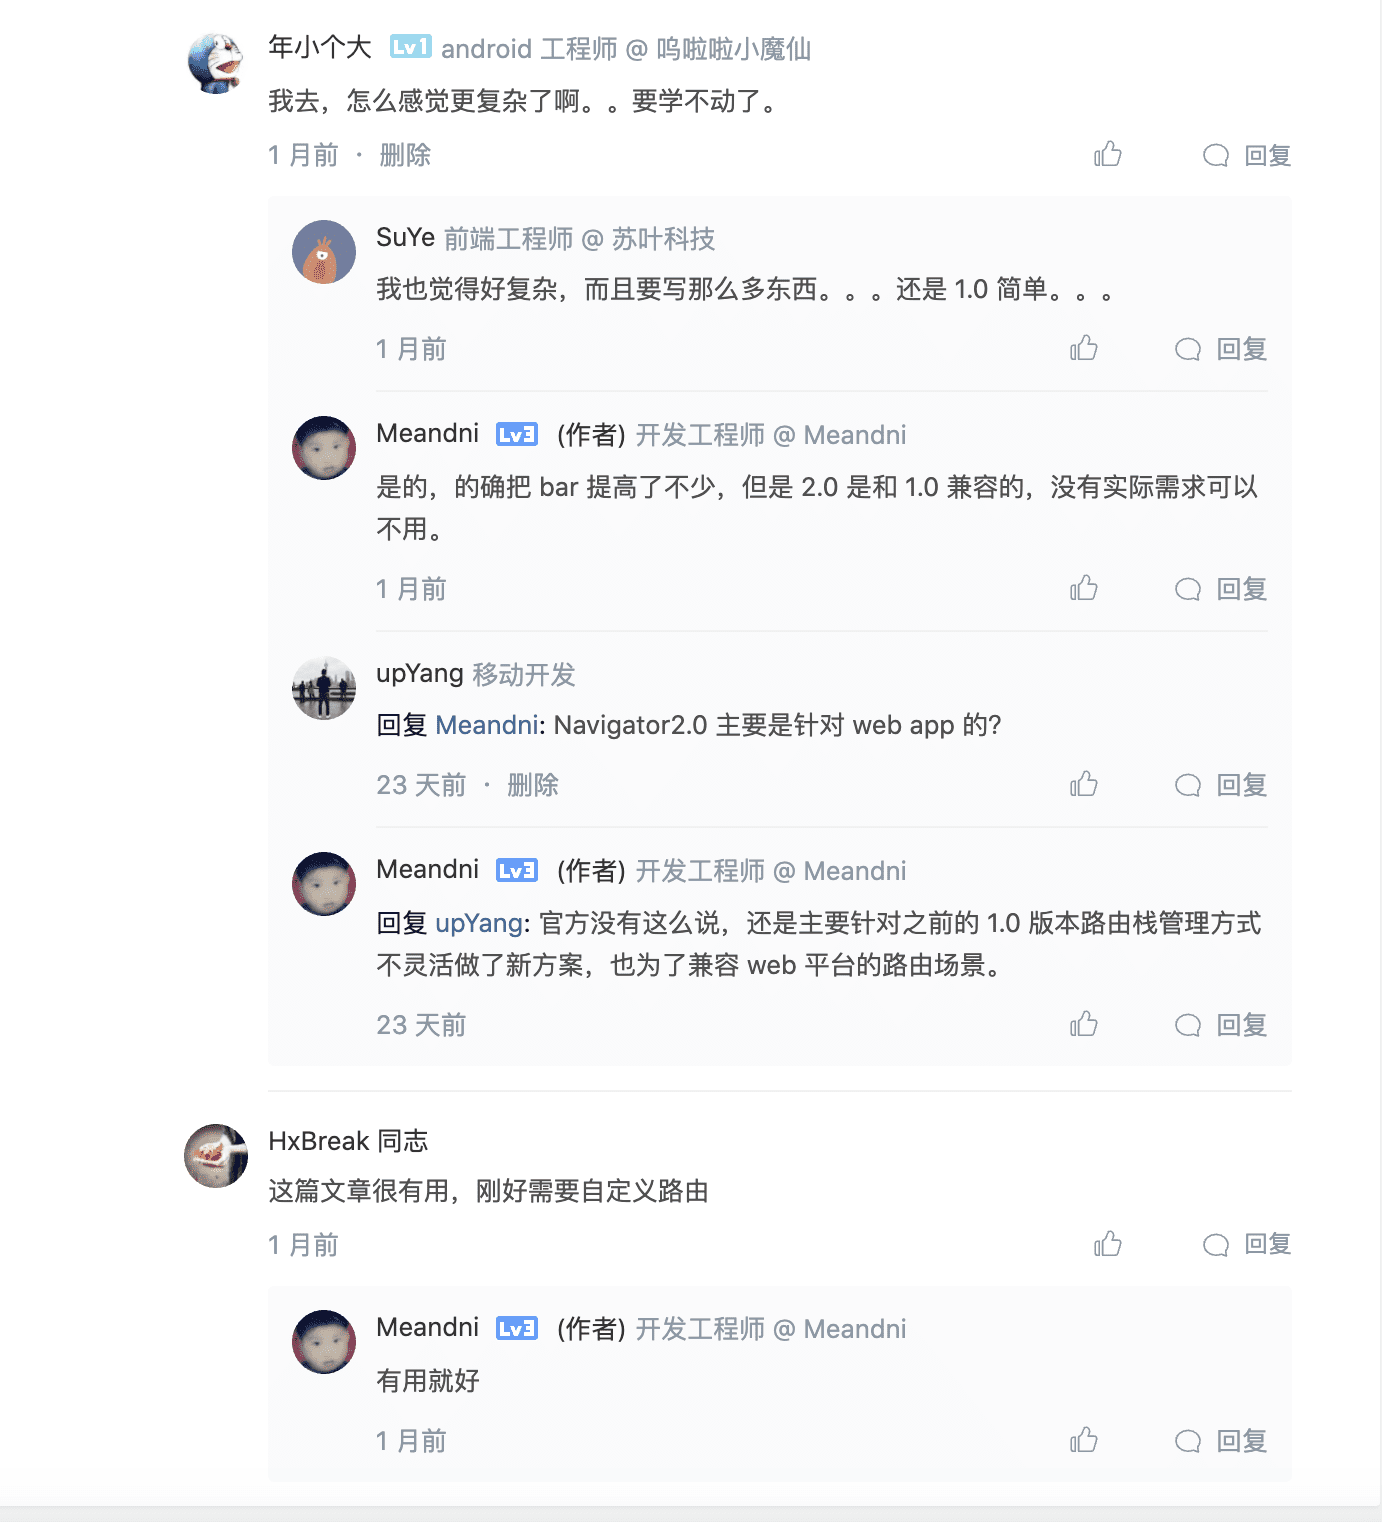 年小个大 Lv1 android 工程师 @ 呜啦啦小魔仙
我去，怎么感觉更复杂了啊。。要学不动了。
1 月前 · 删除 回复
SuYe 前端工程师 @ 苏叶科技
我也觉得好复杂，而且要写那么多东西。。。还是 1.0 简单。。。
1 月前 回复
Meandni Lv3 (作者) 开发工程师 @ Meandni
是的，的确把 bar 提高了不少，但是 2.0 是和 1.0 兼容的，没有实际需求可以
不用。
1 月前 回复
upYang 移动开发
回复 Meandni: Navigator2.0 主要是针对 web app 的?
23 天前 · 删除 回复
Meandni Lv3 (作者) 开发工程师 @ Meandni
回复 upYang: 官方没有这么说，还是主要针对之前的 1.0 版本路由栈管理方式
不灵活做了新方案，也为了兼容 web 平台的路由场景。
23 天前 回复
HxBreak 同志
这篇文章很有用，刚好需要自定义路由
1 月前 回复
Meandni Lv3 (作者) 开发工程师 @ Meandni
有用就好
1 月前 回复